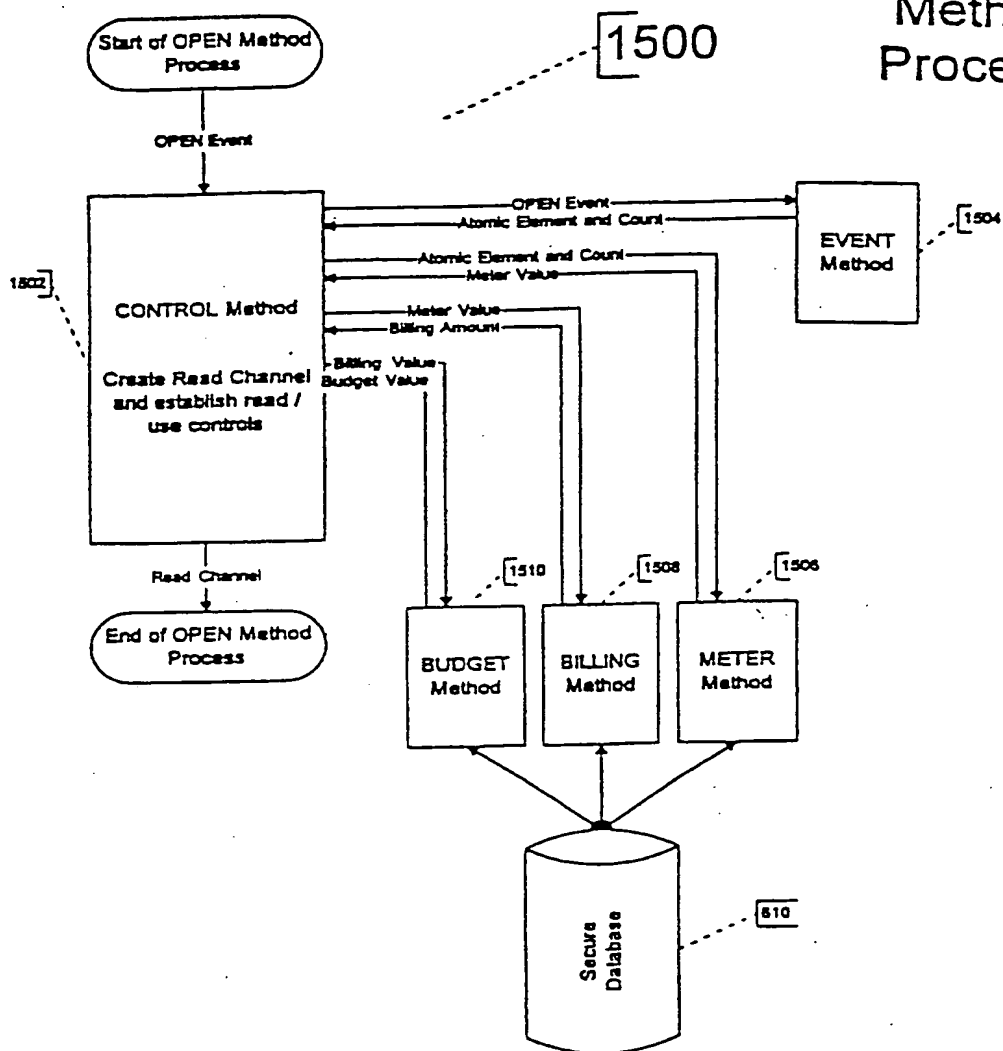 Start of OPEN Method
Process
1500
OPEN Event
OPEN Event
Atomic Element and Count
EVENT
Method
1504
1502
CONTROL Method
Create Read Channel
and establish read /
use controls
Atomic Element and Count
Meter Value
Meter Value
Billing Amount
Billing Value
Budget Value
Read Channel
End of OPEN Method
Process
1510
1508
1506
BUDGET
Method
BILLING
Method
METER
Method
Secure
Database
610